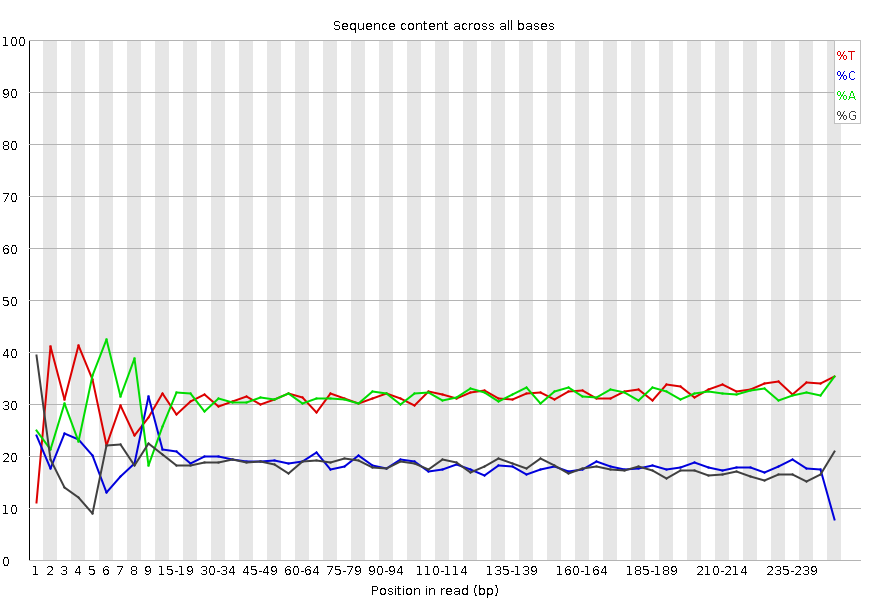 Sequence content across all bases
100
90
80
70
60
50
40
30
20
10
0
%T
%C
%A
%G
1 2 3 4 5 6 7 8 9 15-19 30-34 45-49 60-64 75-79 90-94 110-114 135-139 160-164 185-189 210-214 235-239
Position in read (bp)